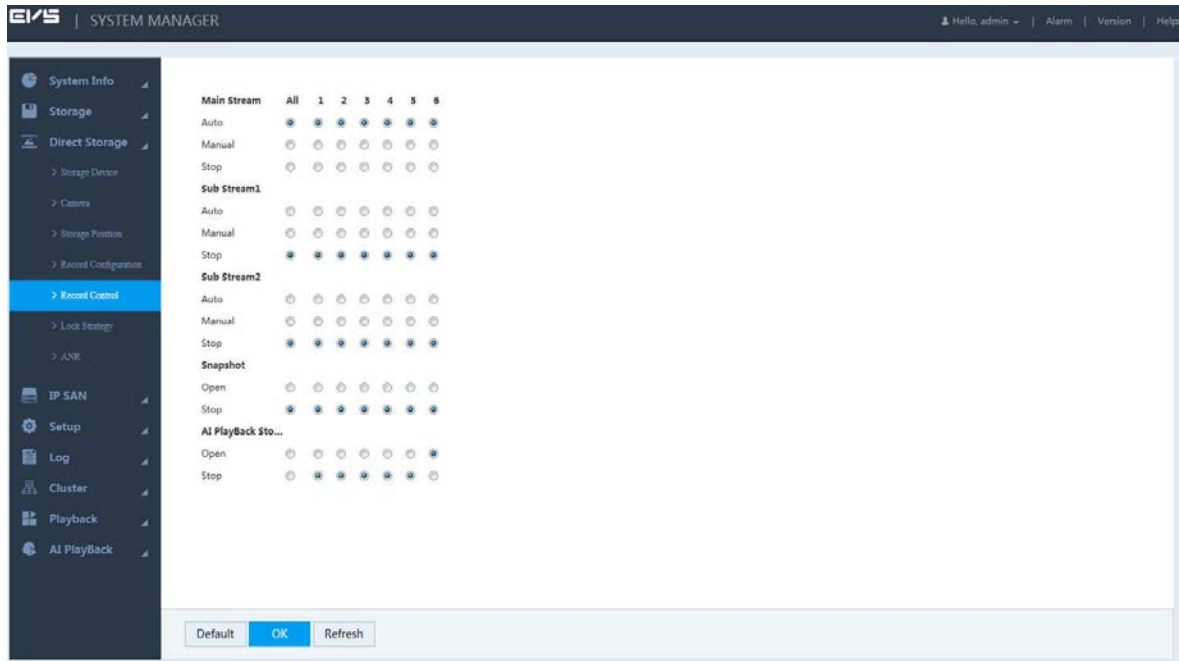 EIVS | SYSTEM MANAGER
Hello, admin | Alarm | Version | Help
System Info
Storage
Direct Storage
> Storage Device
> Camera
> Storage Position
> Record Configuration
> Record Control
> Lock Strategy
> ANR
IP SAN
Setup
Log
Cluster
Playback
AI PlayBack
Main Stream All 1 2 3 4 5 6
Auto
Manual
Stop
Sub Stream1
Auto
Manual
Stop
Sub Stream2
Auto
Manual
Stop
Snapshot
Open
Stop
AI PlayBack Sto...
Open
Stop
Default OK Refresh